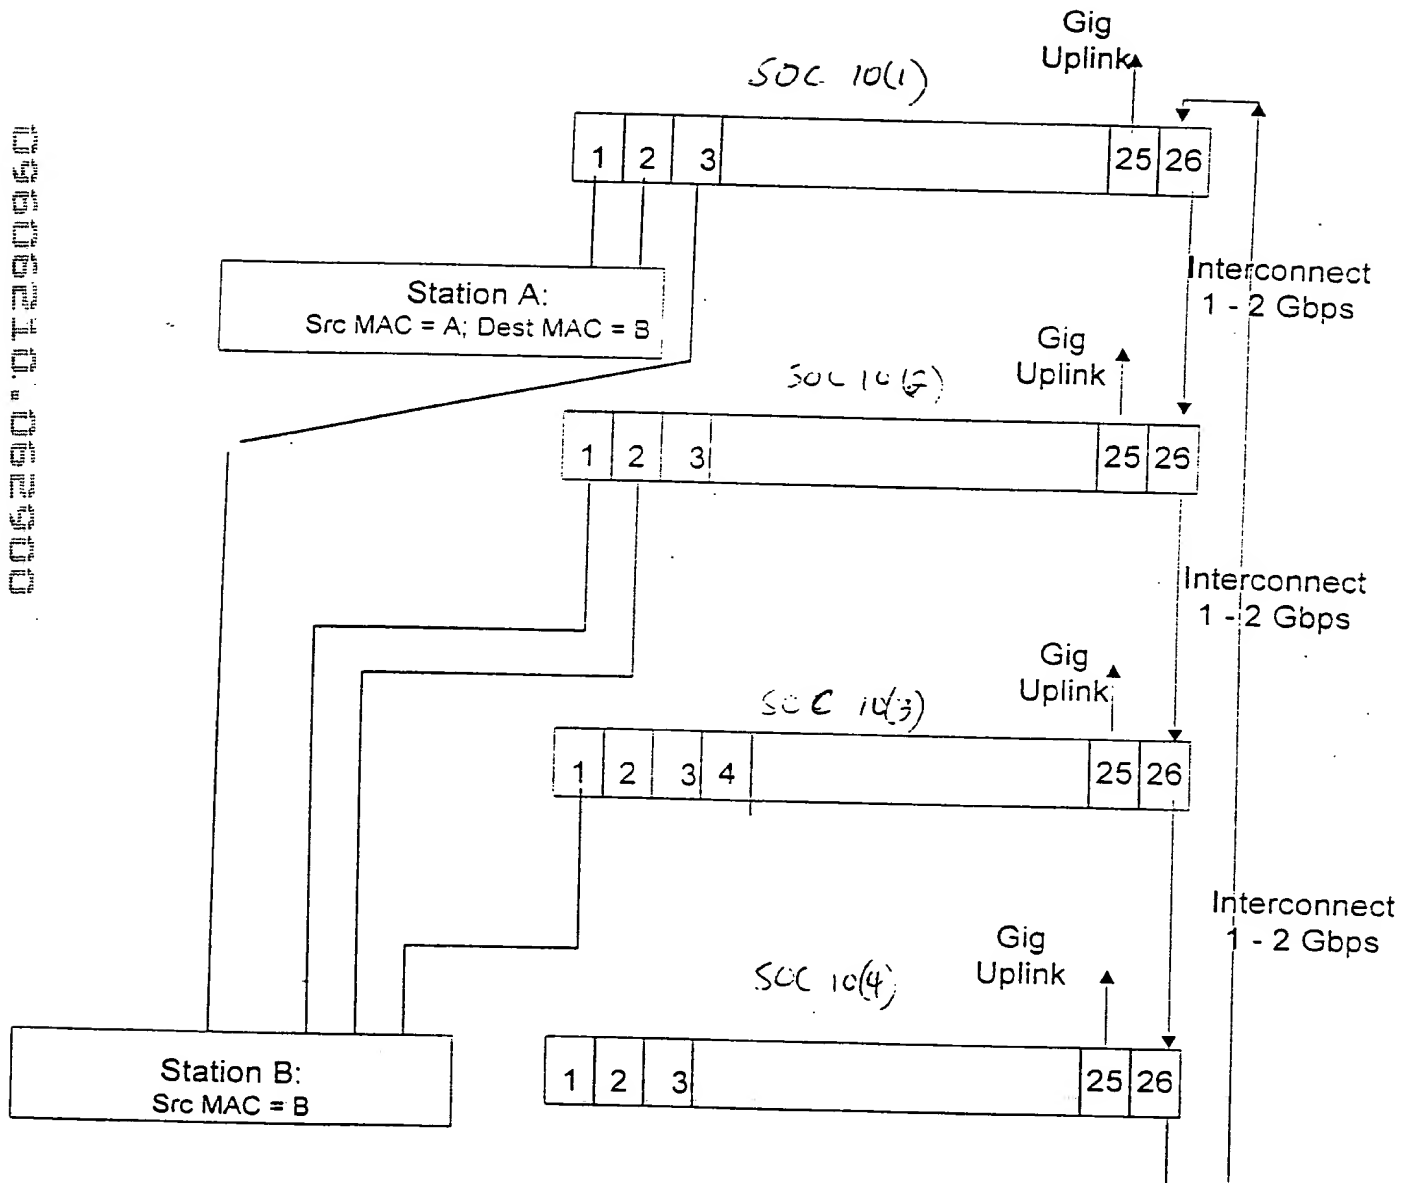 Gig
Uplink
SOC 10(1)
1 2 3 25 26
Station A:
Src MAC = A; Dest MAC = B
Interconnect
1 - 2 Gbps
Gig
Uplink
SOC 10(2)
1 2 3 25 26
Interconnect
1 - 2 Gbps
Gig
Uplink
SOC 10(3)
1 2 3 4 25 26
Interconnect
1 - 2 Gbps
Gig
Uplink
SOC 10(4)
Station B:
Src MAC = B
1 2 3 25 26